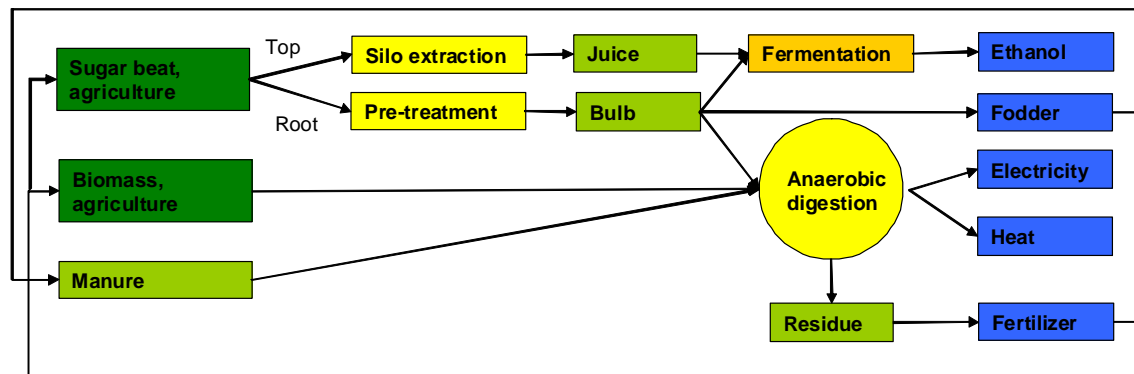 Top
Sugar beat,
agriculture
Silo extraction
Juice
Fermentation
Ethanol
Root
Pre-treatment
Bulb
Fodder
Biomass,
agriculture
Anaerobic
digestion
Electricity
Heat
Manure
Residue
Fertilizer